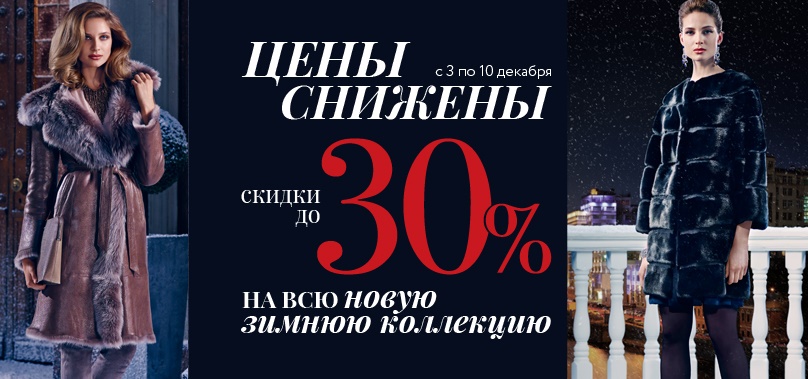 ЦЕНЫ
с 3 по 10 декабря
СНИЖЕНЫ
СКИДКИ
ДО
30%
НА ВСЮ новую
зимнюю коллекцию